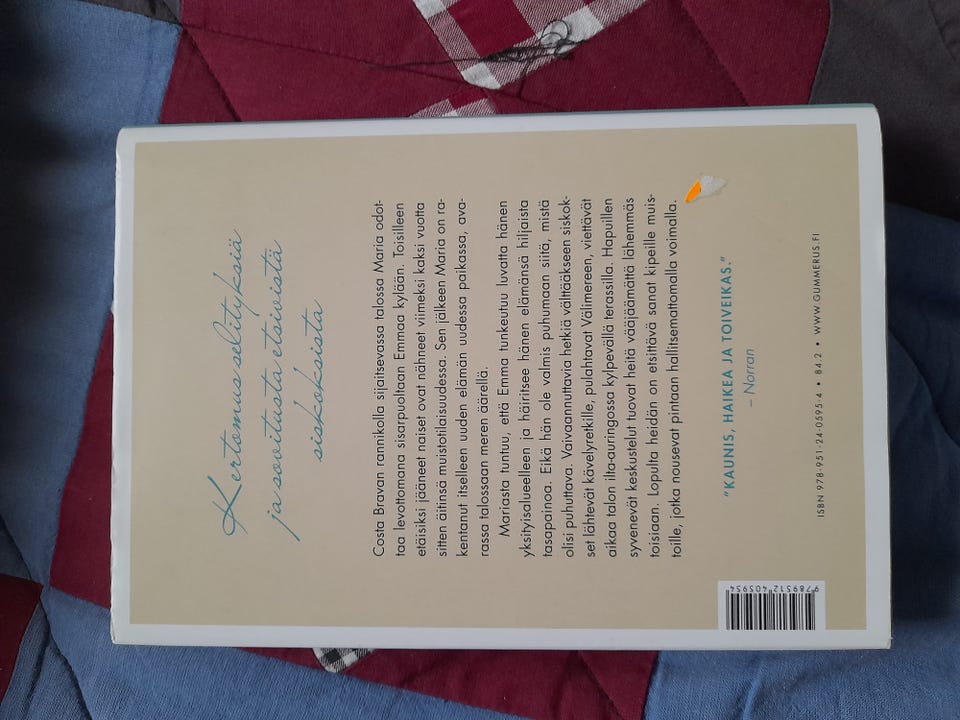 Kertomus selityksiä
ja sovitusta etsivistä
siskoksista
Costa Bravan rannikolla sijaitsevassa talossa Maria odot-
taa levottomana sisarpuoltaan Emmaa kylään. Toisilleen
etäisiksi jääneet naiset ovat nähneet viimeksi kaksi vuotta
sitten äitinsä muistotilaisuudessa. Sen jälkeen Maria on ra-
kentanut itselleen uuden elämän uudessa paikassa, ava-
rassa talossaan meren äärellä.
Mariasta tuntuu, että Emma tunkeutuu luvatta hänen
yksityisalueelleen ja häiritsee hänen elämänsä hiljaista
tasapainoa. Eikä hän ole valmis puhumaan siitä, mistä
olisi puhuttava. Vaivaannuttavia hetkiä välttääkseen siskok-
set lähtevät kävelyretkille, pulahtavat Välimereen, viettävät
aikaa talon ilta-auringossa kylpevällä terassilla. Hapuillen
syvenevät keskustelut tuovat heitä vääjäämättä lähemmäs
toisiaan. Lopulta heidän on etsittävä sanat kipeille muis-
toille, jotka nousevat pintaan hallitsemattomalla voimalla.
"KAUNIS, HAIKEA JA TOIVEIKAS."
– Norran
ISBN 978-951-24-0595-4 • 84.2 • WWW.GUMMERUS.FI
9789512405954